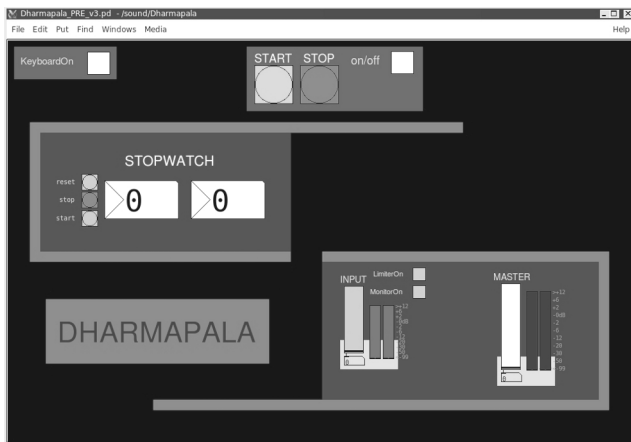 Dharmapala_PRE_v3.pd - /sound/Dharmapala
File Edit Put Find Windows Media Help
KeyboardOn
START STOP on/off
STOPWATCH
reset
stop
start
0 0
INPUT
LimiterOn
MonitorOn
MASTER
>+12
+6
+2
-0dB
-2
-6
-12
-20
-30
-50
-99
0
0
DHARMAPALA